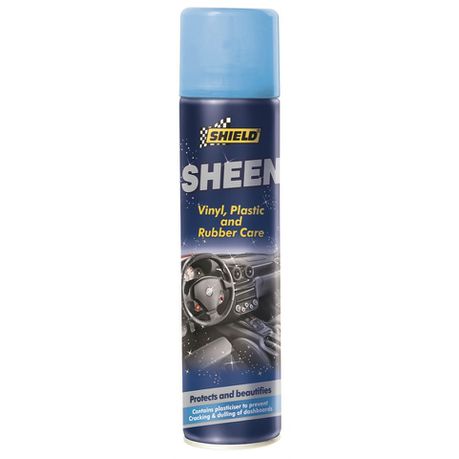 SHIELD
SHEEN
Vinyl, Plastic
and
Rubber Care
Protects and beautifies
Contains plasticiser to prevent
Cracking & dulling of dashboards